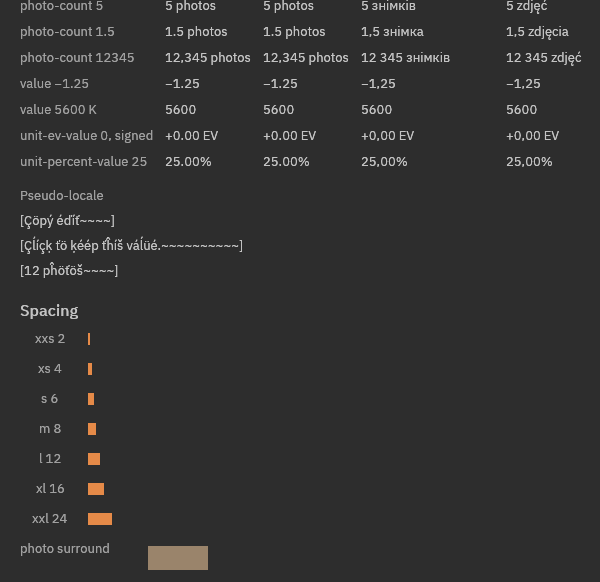 photo-count 5 5 photos 5 photos 5 знімків 5 zdjęć
photo-count 1.5 1.5 photos 1.5 photos 1,5 знімка 1,5 zdjęcia
photo-count 12345 12,345 photos 12,345 photos 12 345 знімків 12 345 zdjęć
value −1.25 −1.25 −1.25 −1,25 −1,25
value 5600 K 5600 5600 5600 5600
unit-ev-value 0, signed +0.00 EV +0.00 EV +0,00 EV +0,00 EV
unit-percent-value 25 25.00% 25.00% 25,00% 25,00%
Pseudo-locale
[Çöpý éďíť~~~~]
[Çĺíçķ ťö ķéép ťĥíš váĺüé.~~~~~~~~~~]
[12 pĥöťöš~~~~]
Spacing
xxs 2
xs 4
s 6
m 8
l 12
xl 16
xxl 24
photo surround